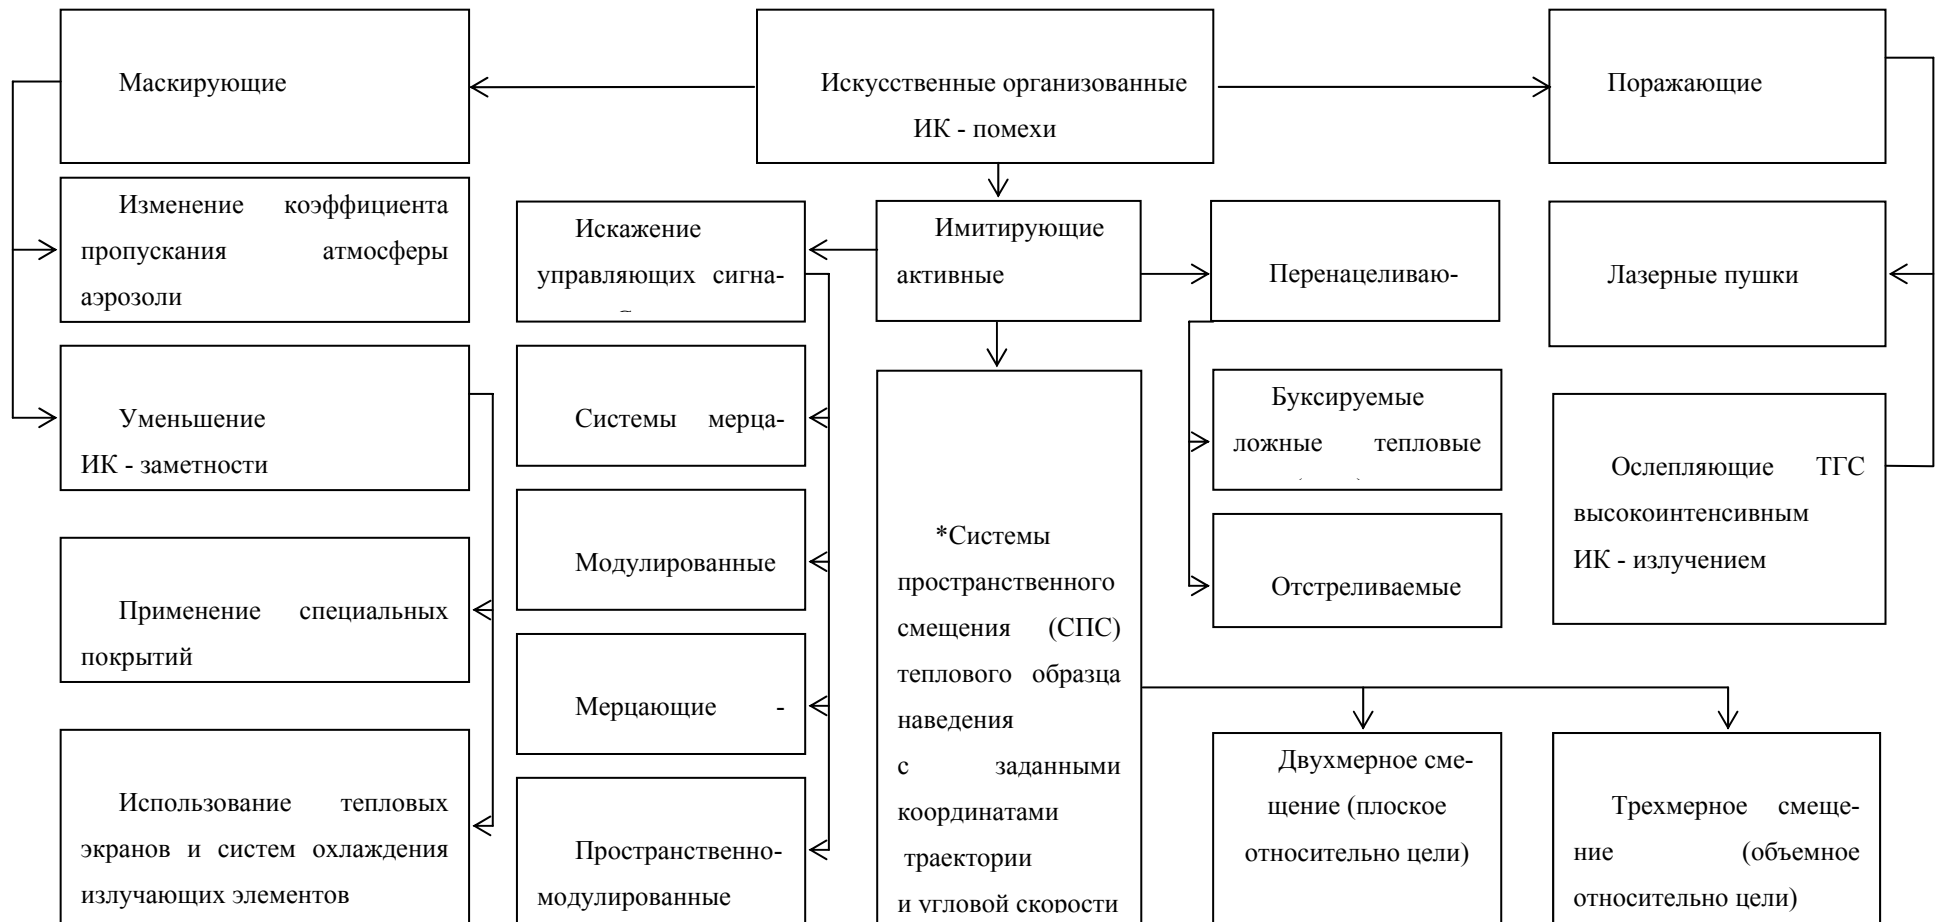 Маскирующие
Искусственные организованные
ИК - помехи
Поражающие
Изменение коэффициента
пропускания атмосферы
аэрозоли
Искажение
управляющих сигна-
Имитирующие
активные
Перенацеливаю-
Лазерные пушки
Уменьшение
ИК - заметности
Системы мерца-
Буксируемые
ложные тепловые
Ослепляющие ТГС
высокоинтенсивным
ИК - излучением
Применение специальных
покрытий
Модулированные
*Системы
пространственного
смещения (СПС)
теплового образца
наведения
с заданными
координатами
траектории
и угловой скорости
Отстреливаемые
Мерцающие -
Использование тепловых
экранов и систем охлаждения
излучающих элементов
Пространственно-
модулированные
Двухмерное сме-
щение (плоское
относительно цели)
Трехмерное смеще-
ние (объемное
относительно цели)